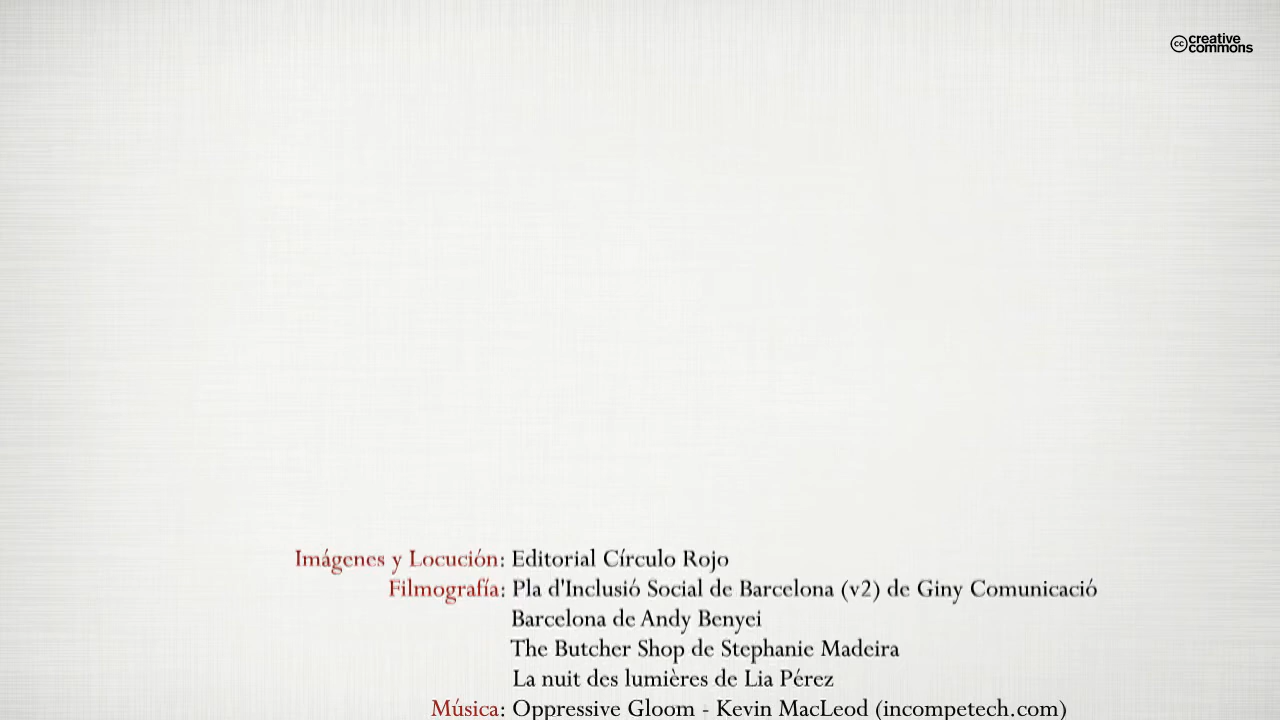 creative
commons
Imágenes y Locución: Editorial Círculo Rojo
Filmografía: Pla d'Inclusió Social de Barcelona (v2) de Giny Comunicació
Barcelona de Andy Benyei
The Butcher Shop de Stephanie Madeira
La nuit des lumières de Lia Pérez
Música: Oppressive Gloom - Kevin MacLeod (incompetech.com)